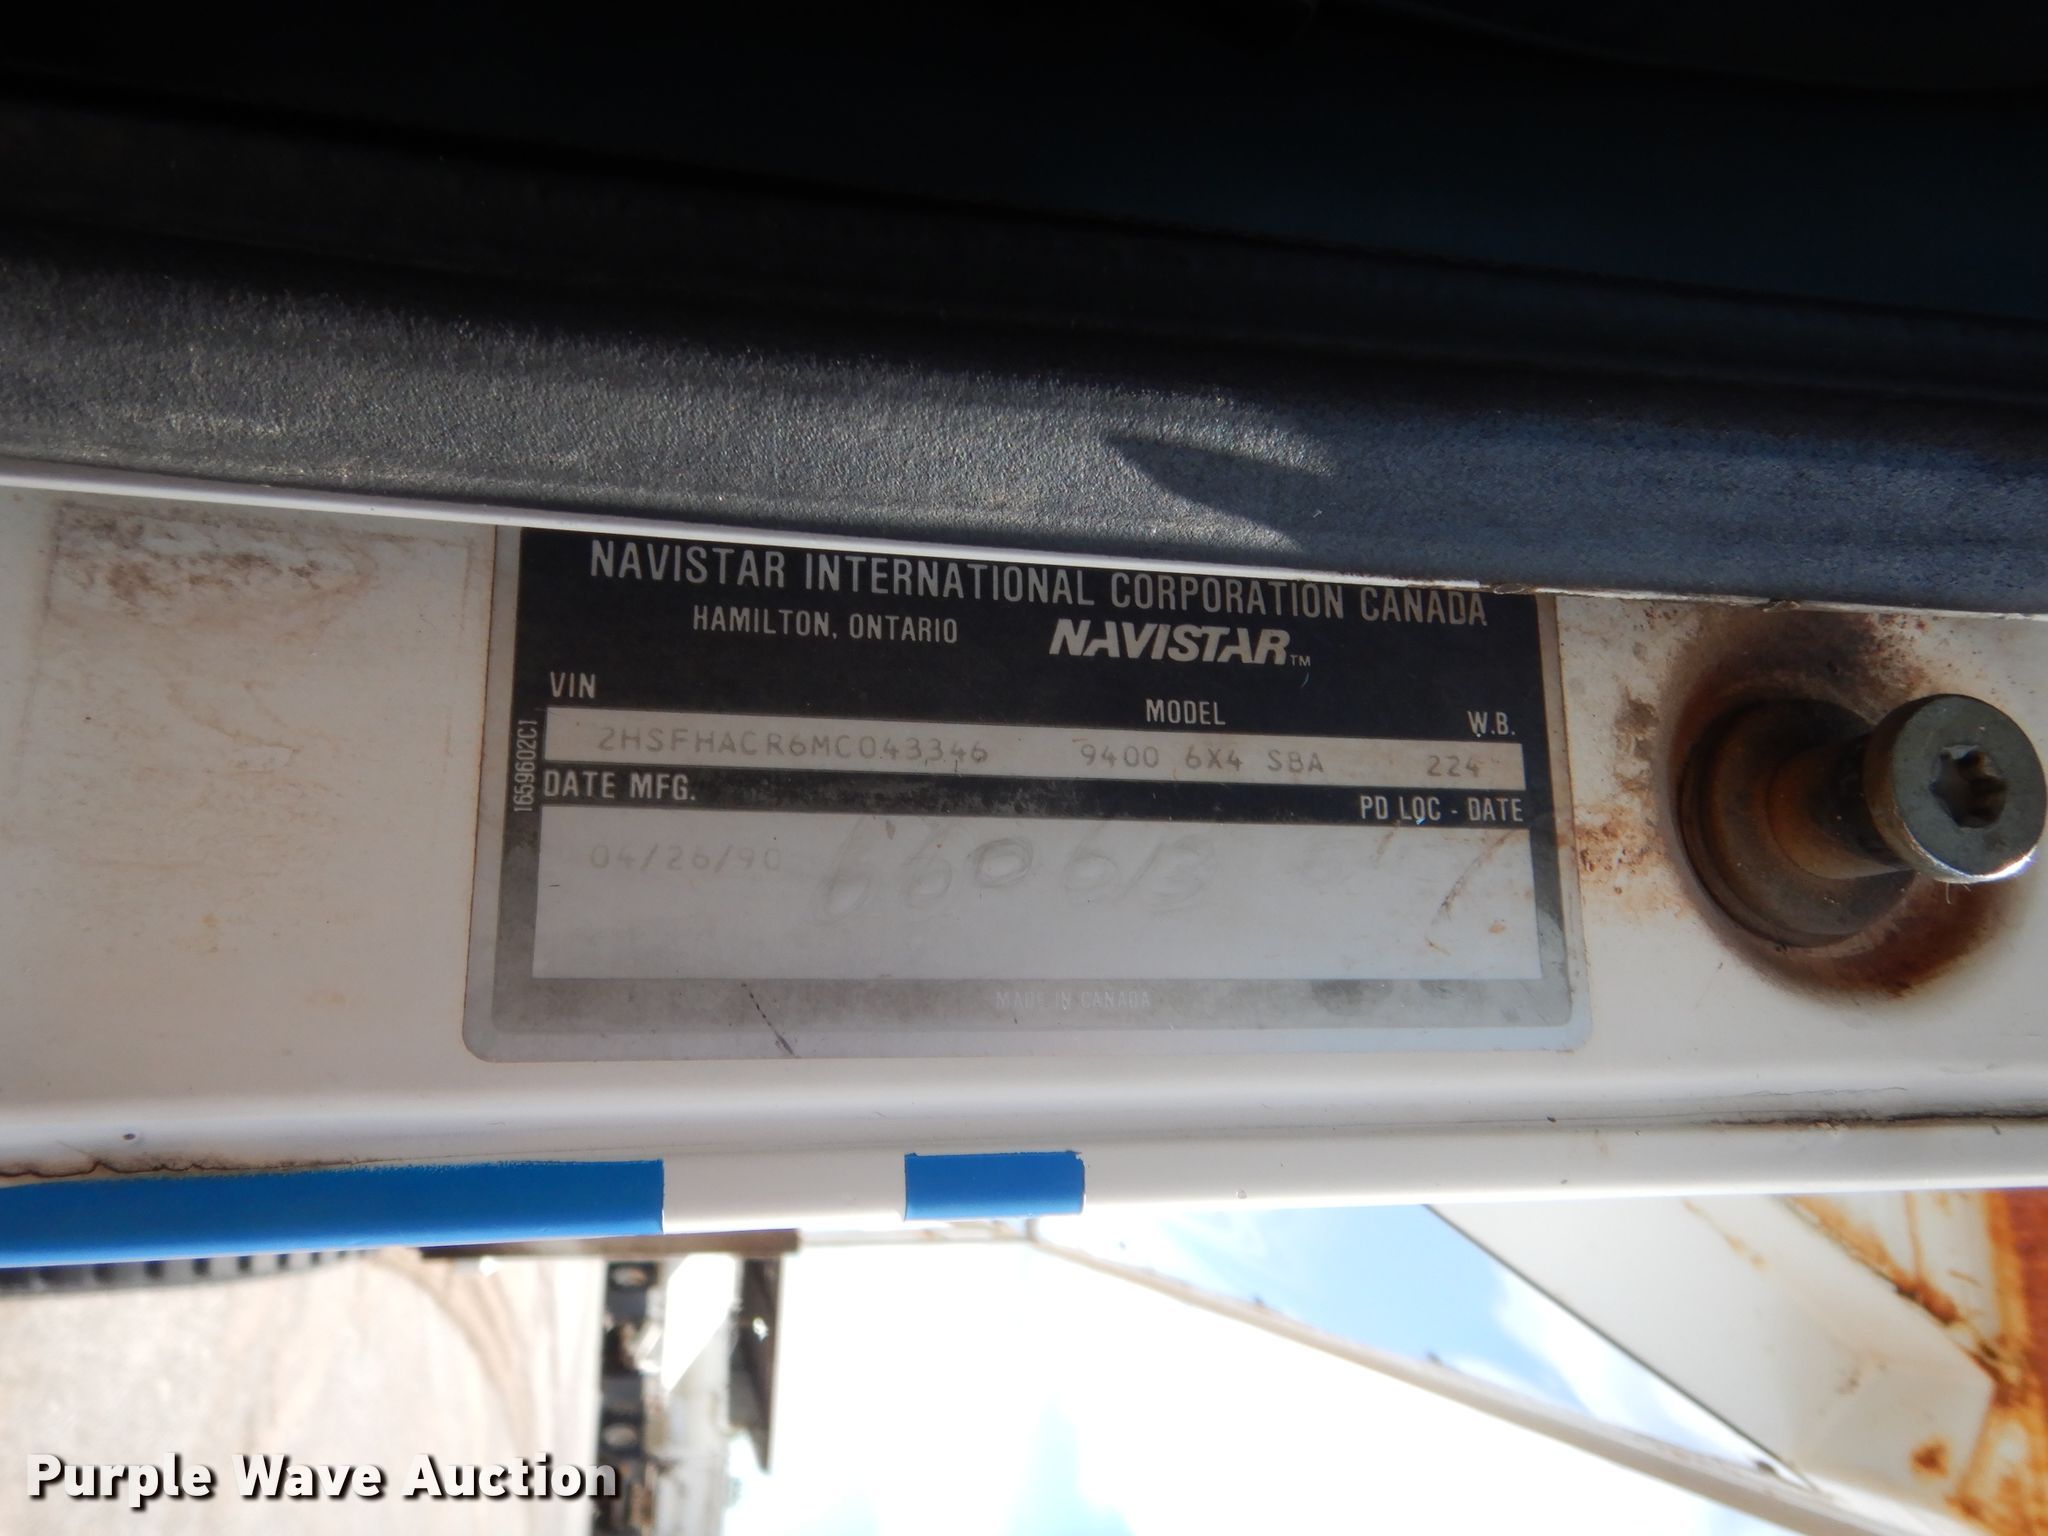 NAVISTAR INTERNATIONAL CORPORATION CANADA
HAMILTON, ONTARIO NAVISTAR™
VIN MODEL W.B.
2HSFHACR6MC043346 9400 6X4 SBA 224
1659602C1
DATE MFG. PD LOC - DATE
04/26/90
MADE IN CANADA
Purple Wave Auction